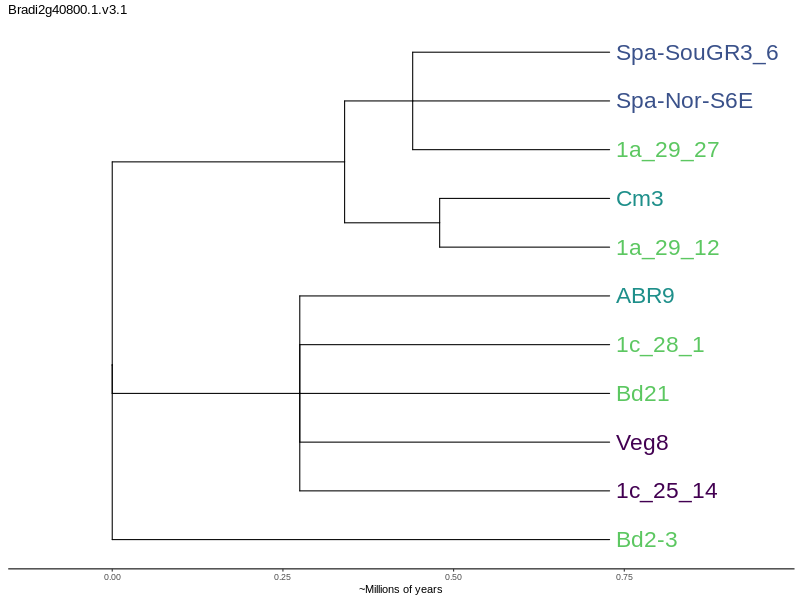 Bradi2g40800.1.v3.1
Spa-SouGR3_6
Spa-Nor-S6E
1a_29_27
Cm3
1a_29_12
ABR9
1c_28_1
Bd21
Veg8
1c_25_14
Bd2-3
0.00 0.25 0.50 0.75
~Millions of years